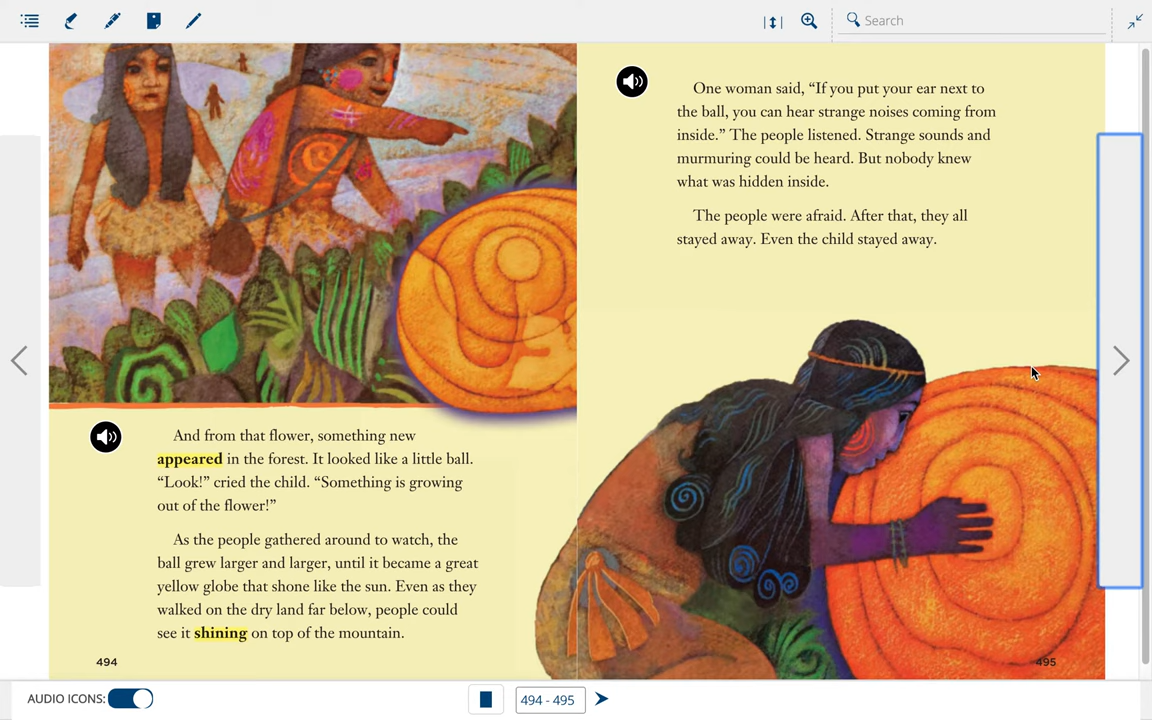 Search
And from that flower, something new
appeared in the forest. It looked like a little ball.
“Look!” cried the child. “Something is growing
out of the flower!”
As the people gathered around to watch, the
ball grew larger and larger, until it became a great
yellow globe that shone like the sun. Even as they
walked on the dry land far below, people could
see it shining on top of the mountain.
494
One woman said, “If you put your ear next to
the ball, you can hear strange noises coming from
inside.” The people listened. Strange sounds and
murmuring could be heard. But nobody knew
what was hidden inside.
The people were afraid. After that, they all
stayed away. Even the child stayed away.
495
AUDIO ICONS:
494 - 495